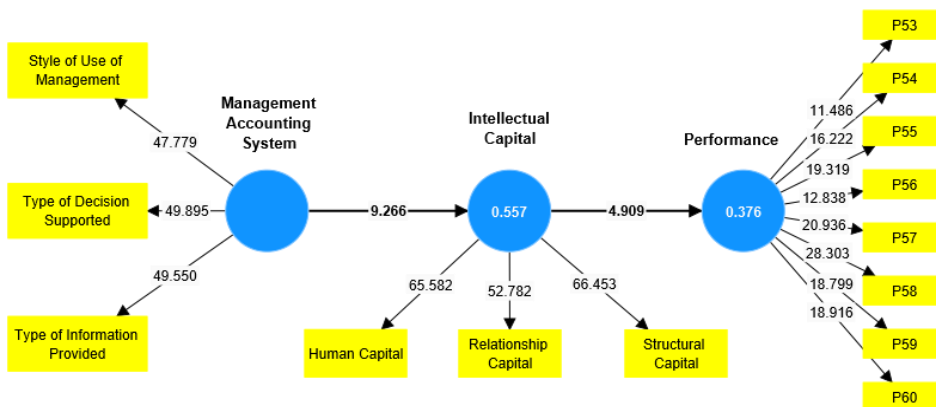 Style of Use of
Management
47.779
Type of Decision
Supported
49.895
49.550
Type of Information
Provided
Management
Accounting
System
9.266
Intellectual
Capital
0.557
65.582
52.782
66.453
Human Capital
Relationship
Capital
Structural
Capital
4.909
Performance
0.376
11.486
16.222
19.319
12.838
20.936
28.303
18.799
18.916
P53
P54
P55
P56
P57
P58
P59
P60